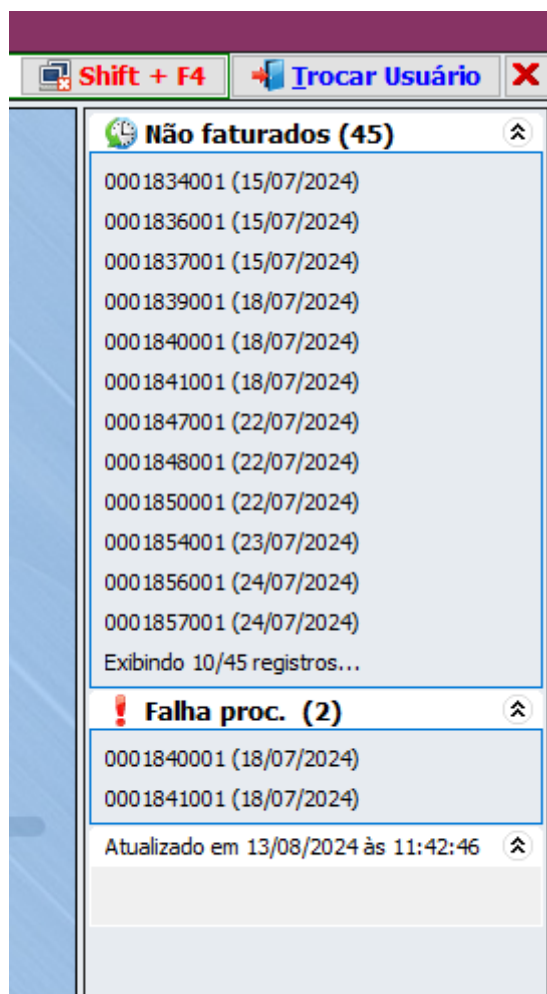 Shift + F4 Trocar Usuário
Não faturados (45)
0001834001 (15/07/2024)
0001836001 (15/07/2024)
0001837001 (15/07/2024)
0001839001 (18/07/2024)
0001840001 (18/07/2024)
0001841001 (18/07/2024)
0001847001 (22/07/2024)
0001848001 (22/07/2024)
0001850001 (22/07/2024)
0001854001 (23/07/2024)
0001856001 (24/07/2024)
0001857001 (24/07/2024)
Exibindo 10/45 registros...
Falha proc. (2)
0001840001 (18/07/2024)
0001841001 (18/07/2024)
Atualizado em 13/08/2024 às 11:42:46